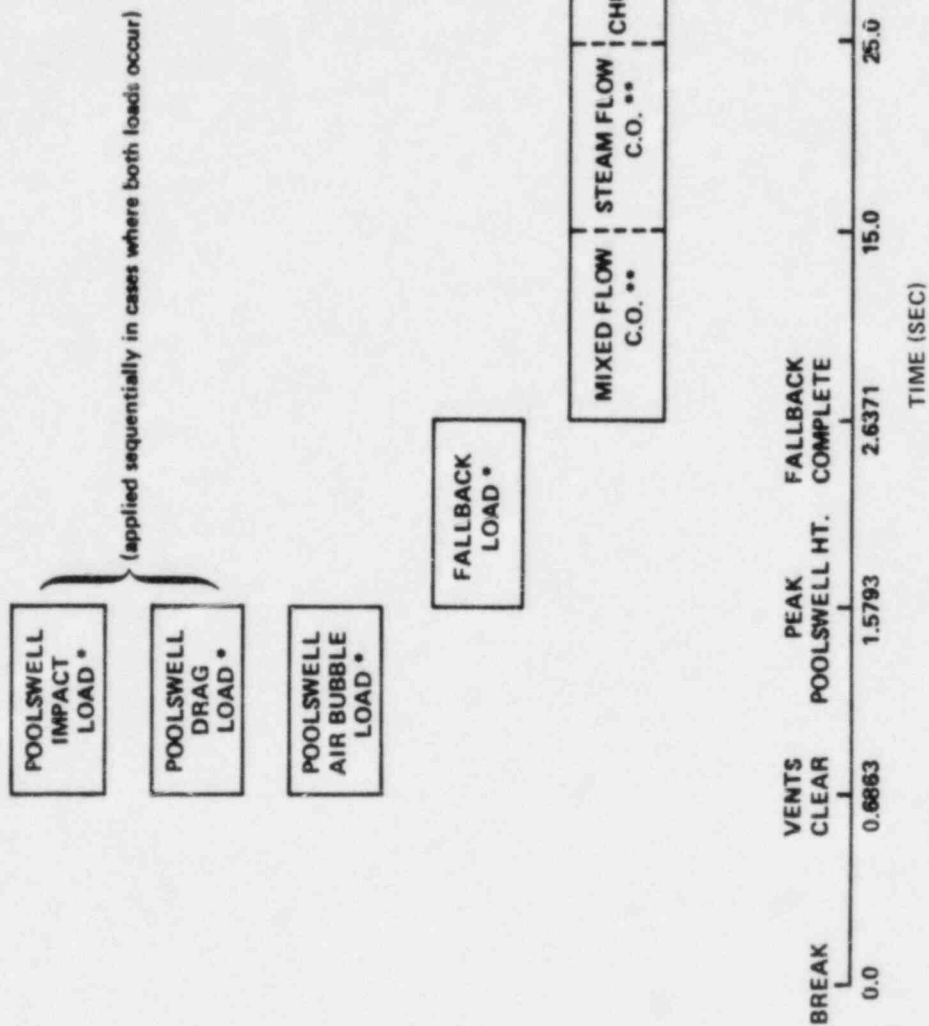 POOLSWELL
IMPACT
LOAD *
POOLSWELL
DRAG
LOAD *
(applied sequentially in cases where both loads occur)
POOLSWELL
AIR BUBBLE
LOAD *
FALLBACK
LOAD *
MIXED FLOW
C.O. **
STEAM FLOW
C.O. **
BREAK
VENTS
CLEAR
PEAK
POOLSWELL HT.
FALLBACK
COMPLETE
0.0
0.6863
1.5793
2.6371
15.0
25.0
TIME (SEC)